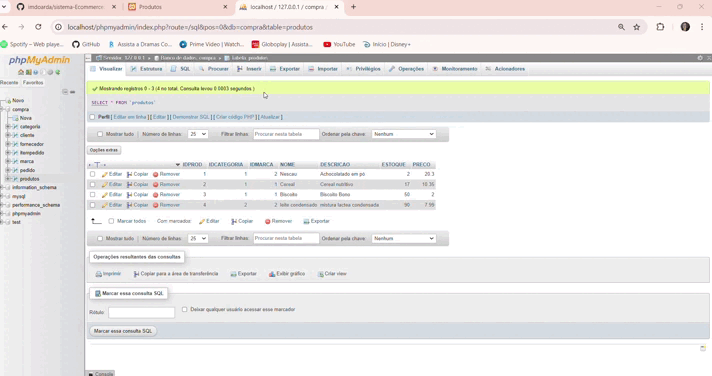 imdoarda/sistema-Ecommerce
Produtos
localhost / 127.0.0.1 / compra
localhost/phpmyadmin/index.php?route=/sql&pos=0&db=compra&table=produtos
Spotify - Web playe...
GitHub
Assista a Dramas Co...
Prime Video | Watch...
Globoplay | Assista...
YouTube
Início | Disney+
phpMyAdmin
Recente Favoritos
Novo
compra
Nova
categoria
cliente
fornecedor
itempedido
marca
pedido
produtos
information_schema
mysql
performance_schema
phpmyadmin
test
Servidor: 127.0.0.1 » Banco de dados: compra » Tabela: produtos
Visualizar Estrutura SQL Procurar Inserir Exportar Importar Privilégios Operações Monitoramento Acionadores
Mostrando registros 0 - 3 (4 no total, Consulta levou 0.0003 segundos.)
SELECT * FROM `produtos`
Perfil [ Editar em linha ] [ Editar ] [ Demonstrar SQL ] [ Criar código PHP ] [ Atualizar ]
Mostrar tudo Número de linhas: 25 Filtrar linhas: Procurar nesta tabela Ordenar pela chave: Nenhum
Opções extras
IDPROD. IDCATEGORIA. IDMARCA. NOME DESCRICAO ESTOQUE PRECO.
Editar Copiar Remover 1 1 2 Nescau Achocolatado em pó. 2 20.3
Editar Copiar Remover 2 1 1 Cereal Cereal nutritivo 17 10.36
Editar Copiar Remover 3 1 1 Biscoito Biscoito Bono 50 2
Editar Copiar Remover 4 2 2 leite condensado mistura lactea condensada 90 7.99
Marcar todos Com marcados: Editar Copiar Remover Exportar
Mostrar tudo Número de linhas: 25 Filtrar linhas: Procurar nesta tabela Ordenar pela chave: Nenhum
Operações resultantes das consultas
Imprimir Copiar para a área de transferência Exportar Exibir gráfico Criar view
Marcar essa consulta SQL
Rótulo: Deixar qualquer usuário acessar esse marcador
Marcar essa consulta SQL
Console